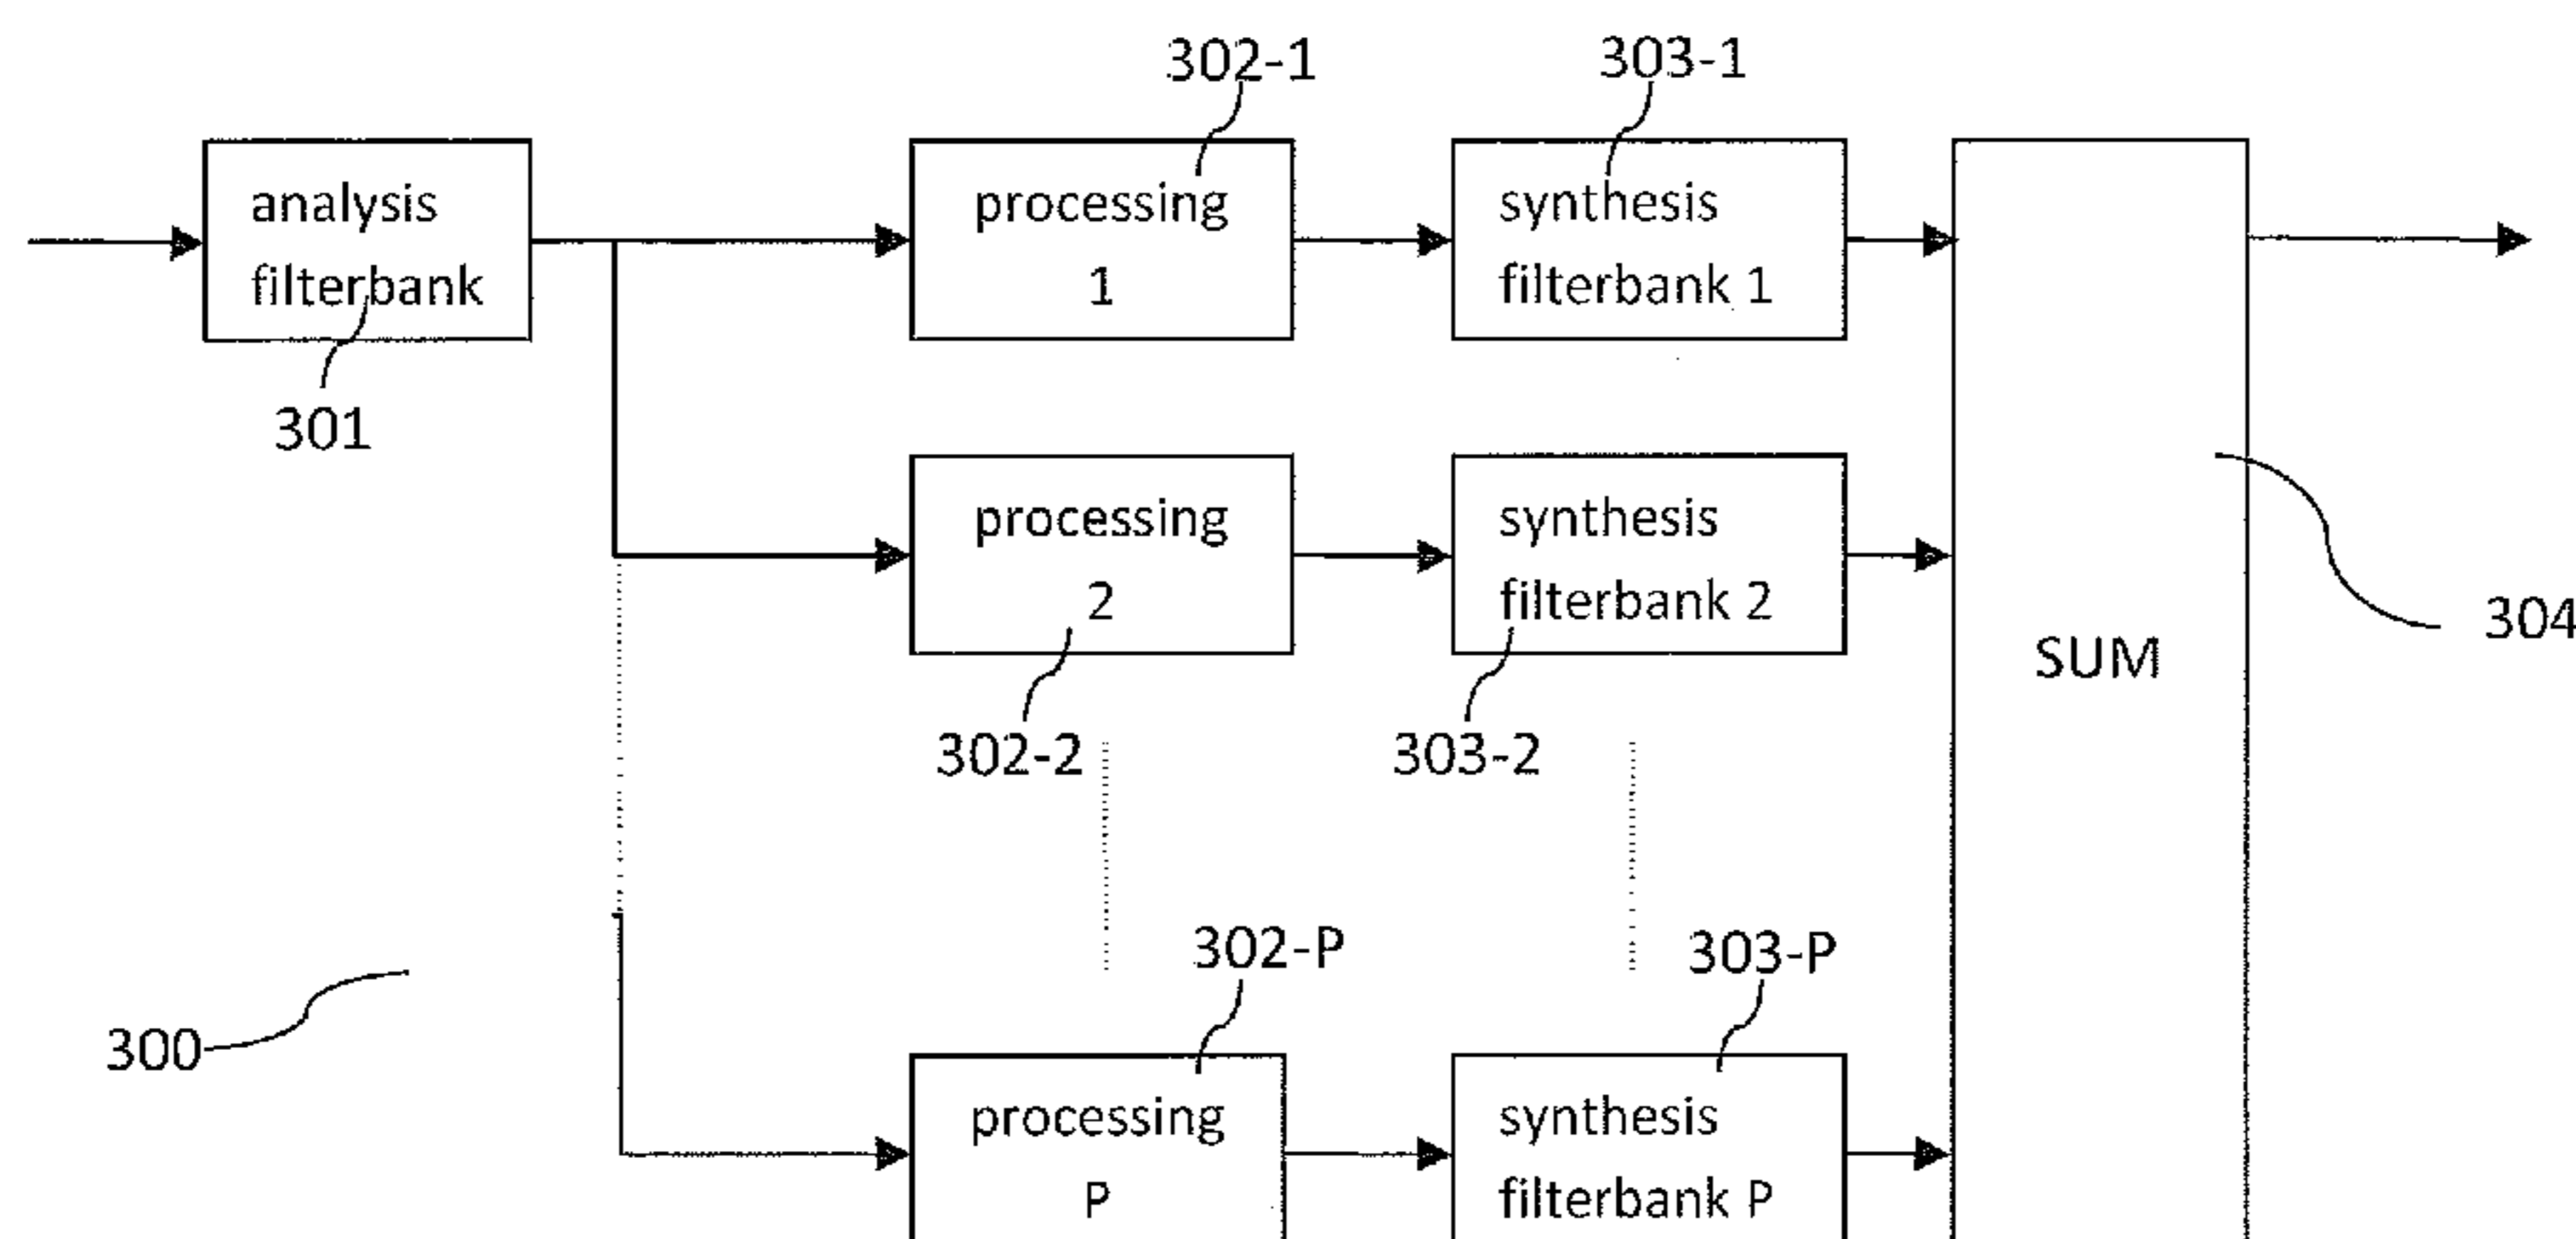 302-1
303-1
analysis
filterbank
301
processing
1
synthesis
filterbank 1
processing
2
302-2
synthesis
filterbank 2
303-2
SUM
304
300
302-P
303-P
processing
P
synthesis
filterbank P